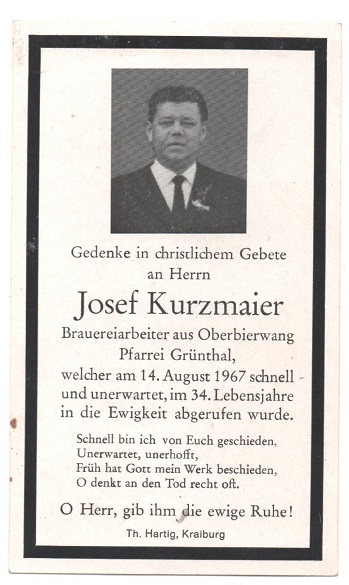 Gedenke in christlichem Gebete
an Herrn
Josef Kurzmaier
Brauereiarbeiter aus Oberbierwang
Pfarrei Grünthal,
welcher am 14. August 1967 schnell -
und unerwartet, im 34. Lebensjahre
in die Ewigkeit abgerufen wurde.
Schnell bin ich von Euch geschieden,
Unerwartet, unerhofft,
Früh hat Gott mein Werk beschieden,
O denkt an den Tod recht oft.
O Herr, gib ihm die ewige Ruhe!
Th. Hartig, Kraiburg